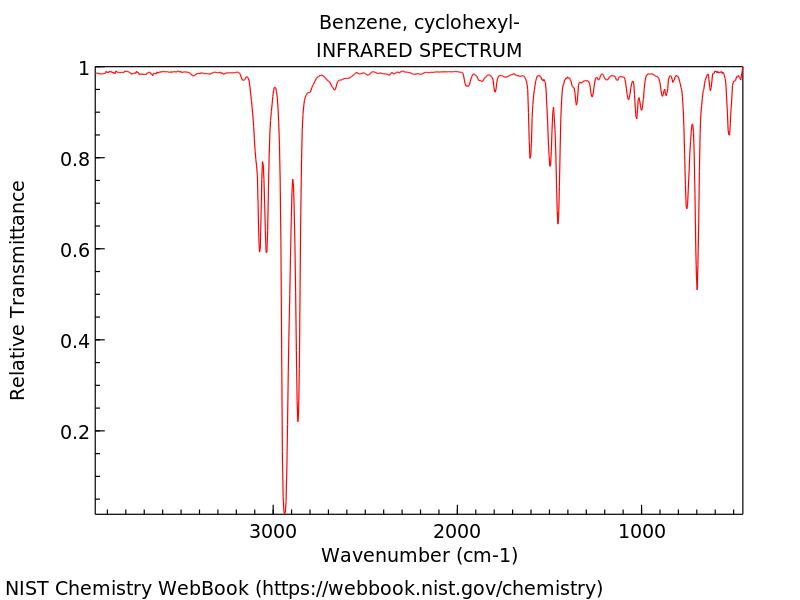 Benzene, cyclohexyl-
INFRARED SPECTRUM
1
0.8
0.6
0.4
0.2
Relative Transmittance
3000
2000
1000
Wavenumber (cm-1)
NIST Chemistry WebBook (https://webbook.nist.gov/chemistry)